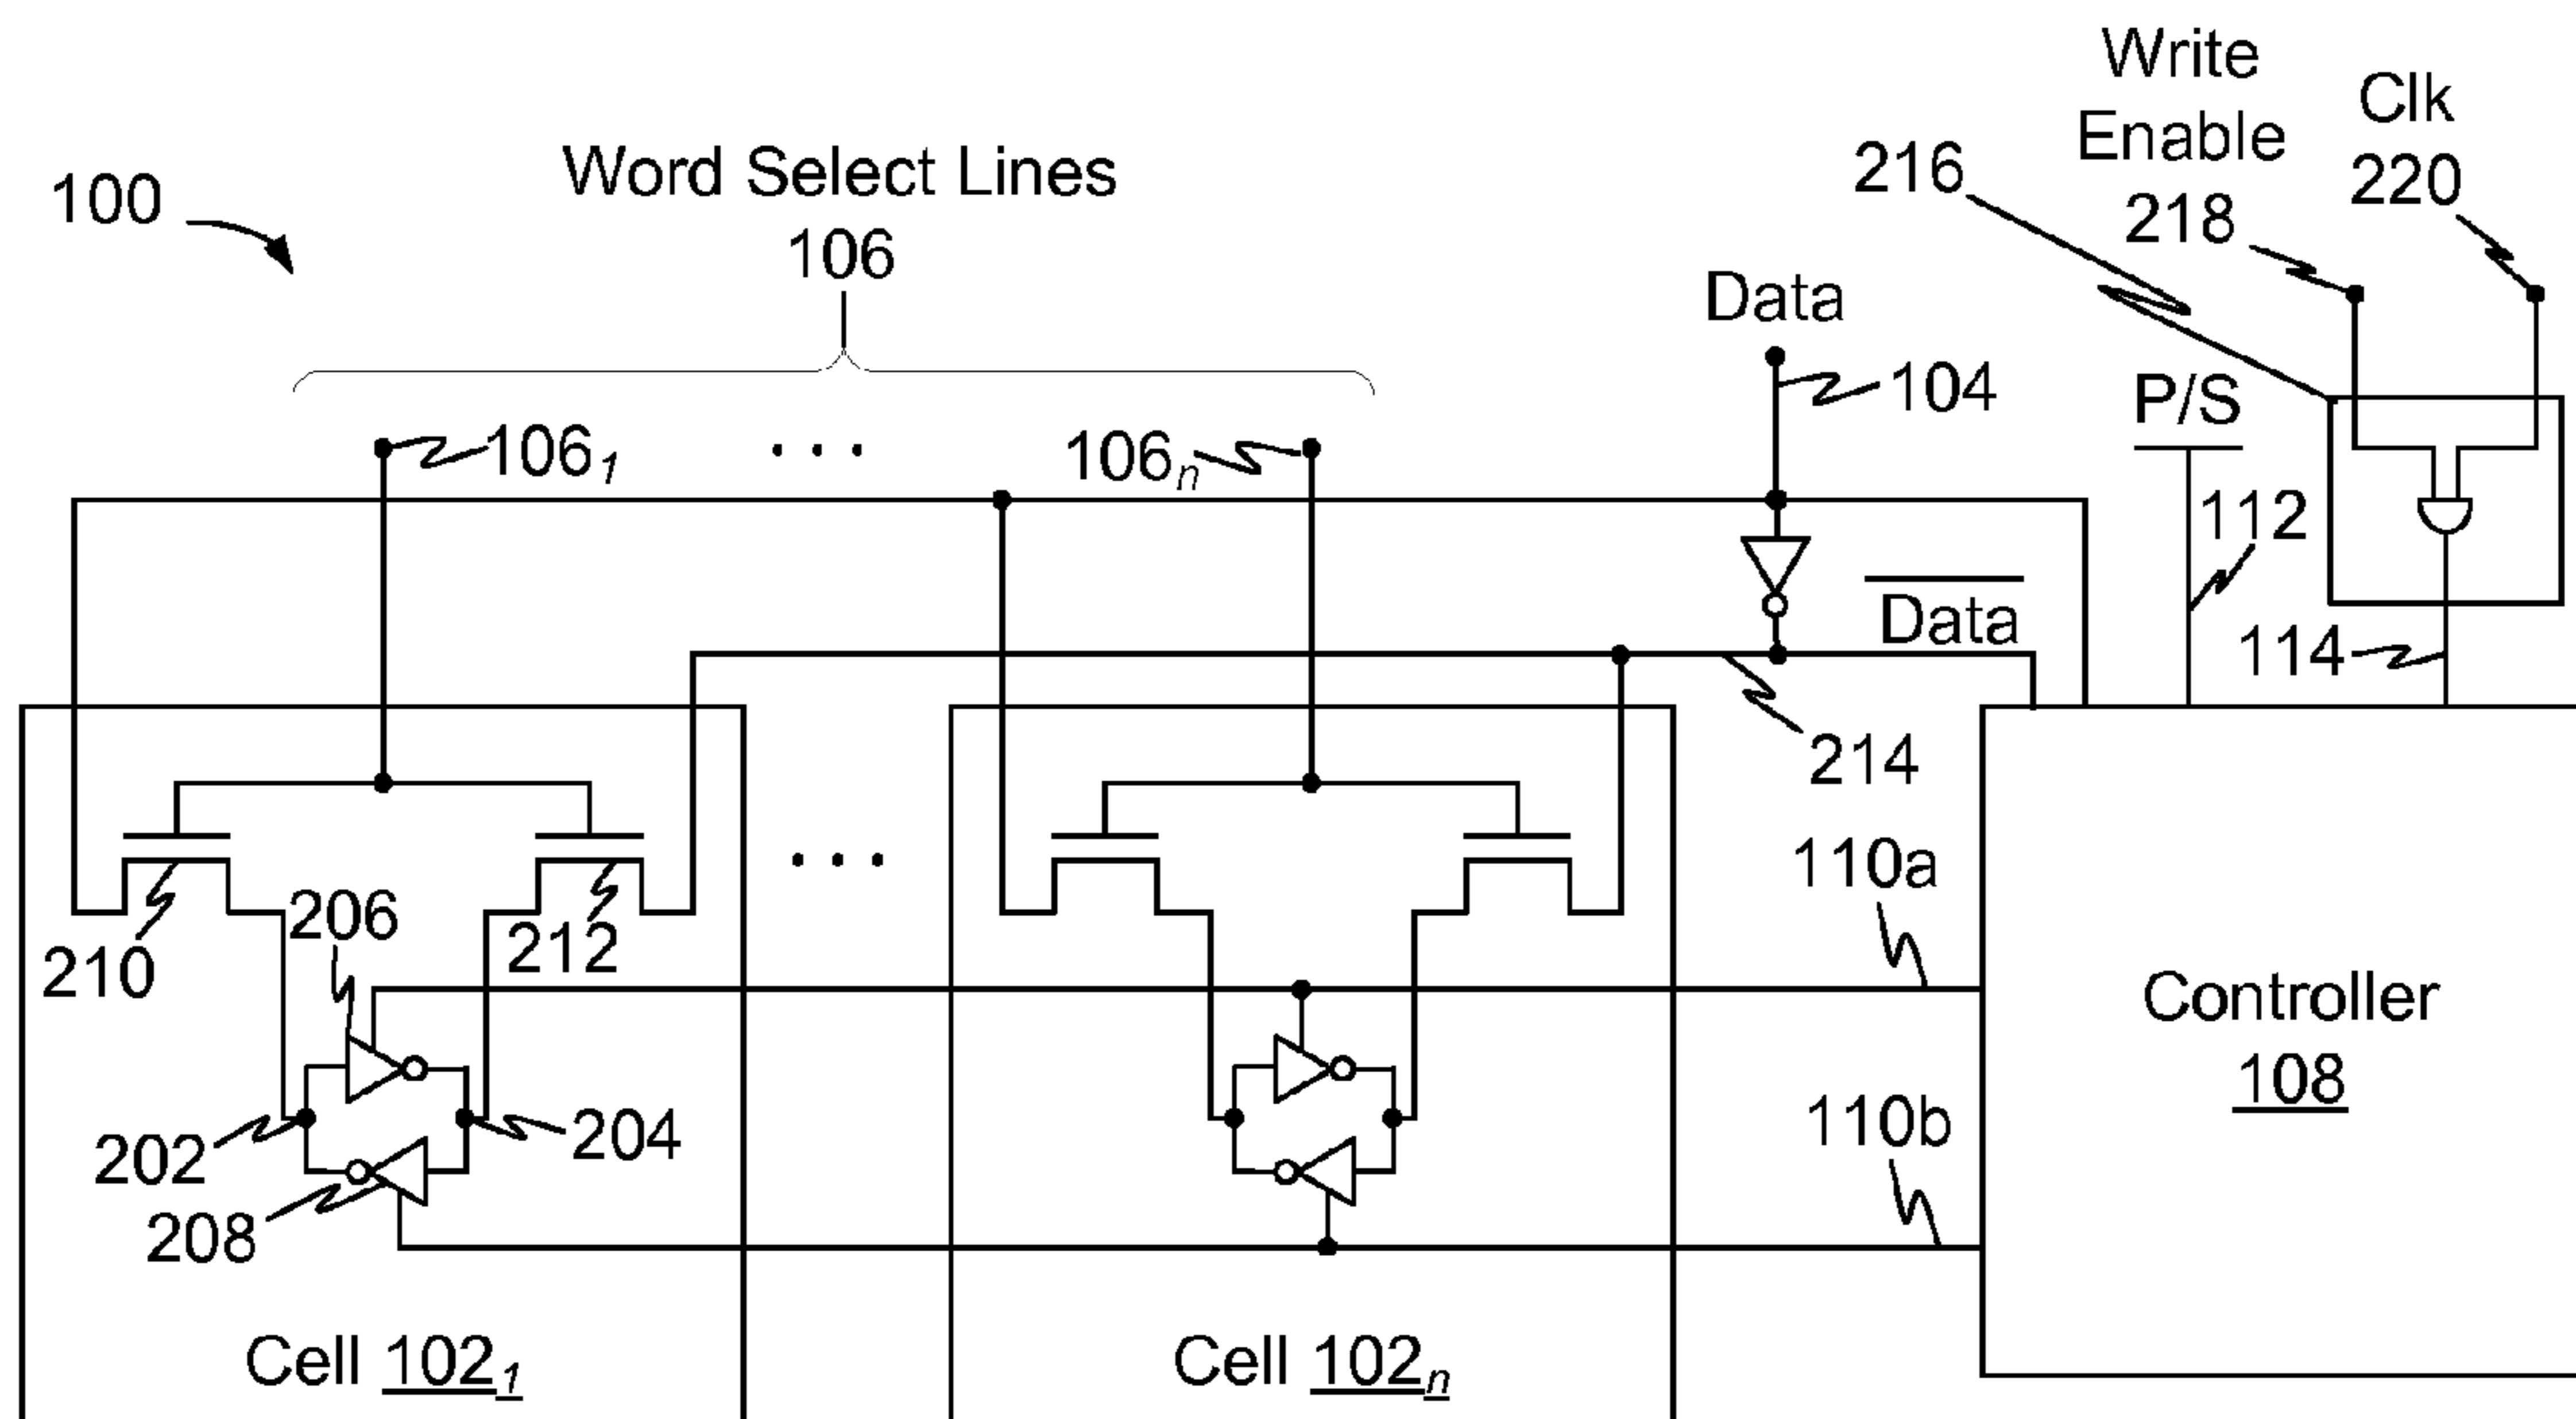 100
Word Select Lines
106
Write
Enable
218
Clk
220
216
Data
104
P/S
106₁
. . .
106ₙ
112
Data
114
214
210
206
212
. . .
110a
Controller
108
202
204
208
110b
Cell 102₁
Cell 102ₙ